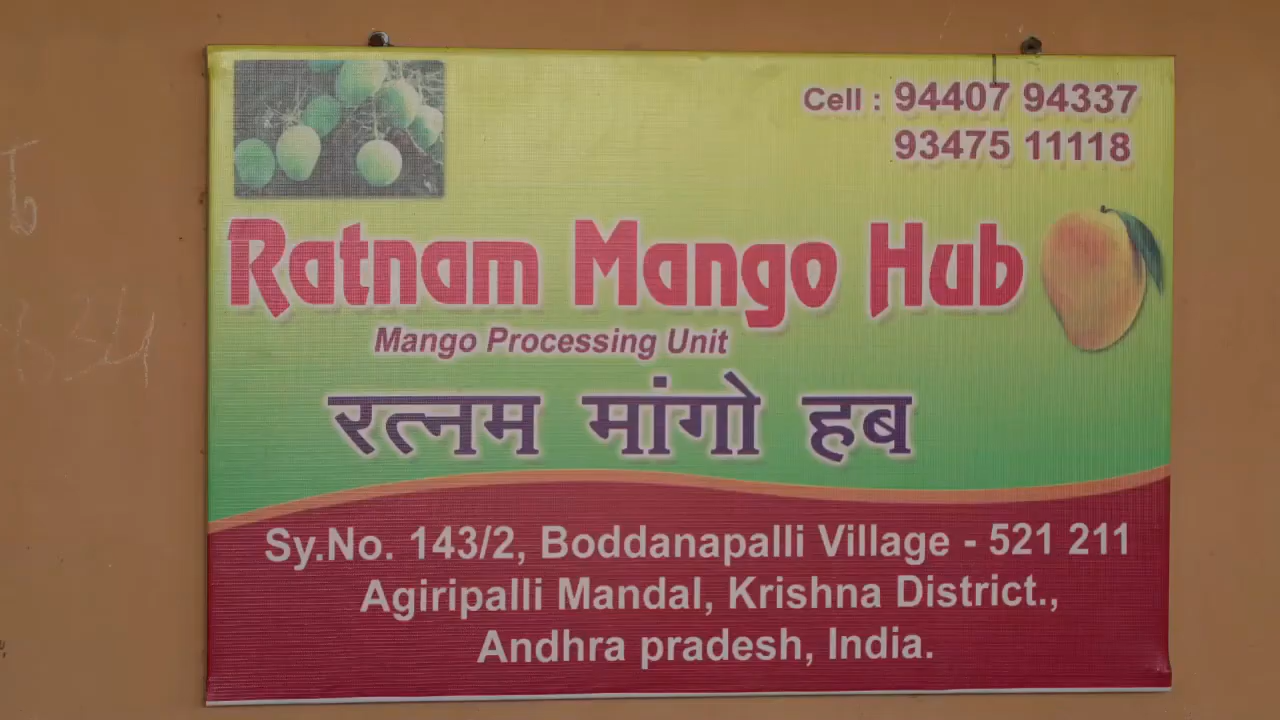 Cell : 94407 94337
93475 11118
Ratnam Mango Hub
Mango Processing Unit
रत्नम मांगो हब
Sy.No. 143/2, Boddanapalli Village - 521 211
Agiripalli Mandal, Krishna District.,
Andhra pradesh, India.